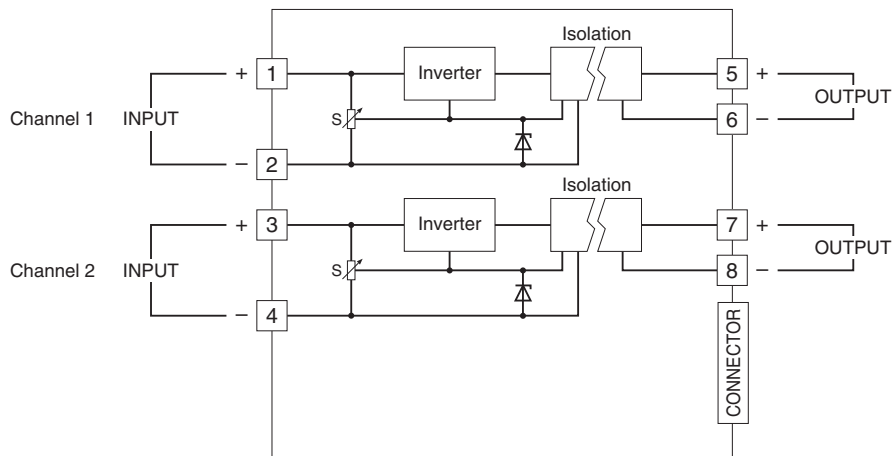 Isolation
+ 1 Inverter 5 +
Channel 1 INPUT S 6 − OUTPUT
− 2
Isolation
+ 3 Inverter 7 +
Channel 2 INPUT S 8 − OUTPUT
− 4
CONNECTOR